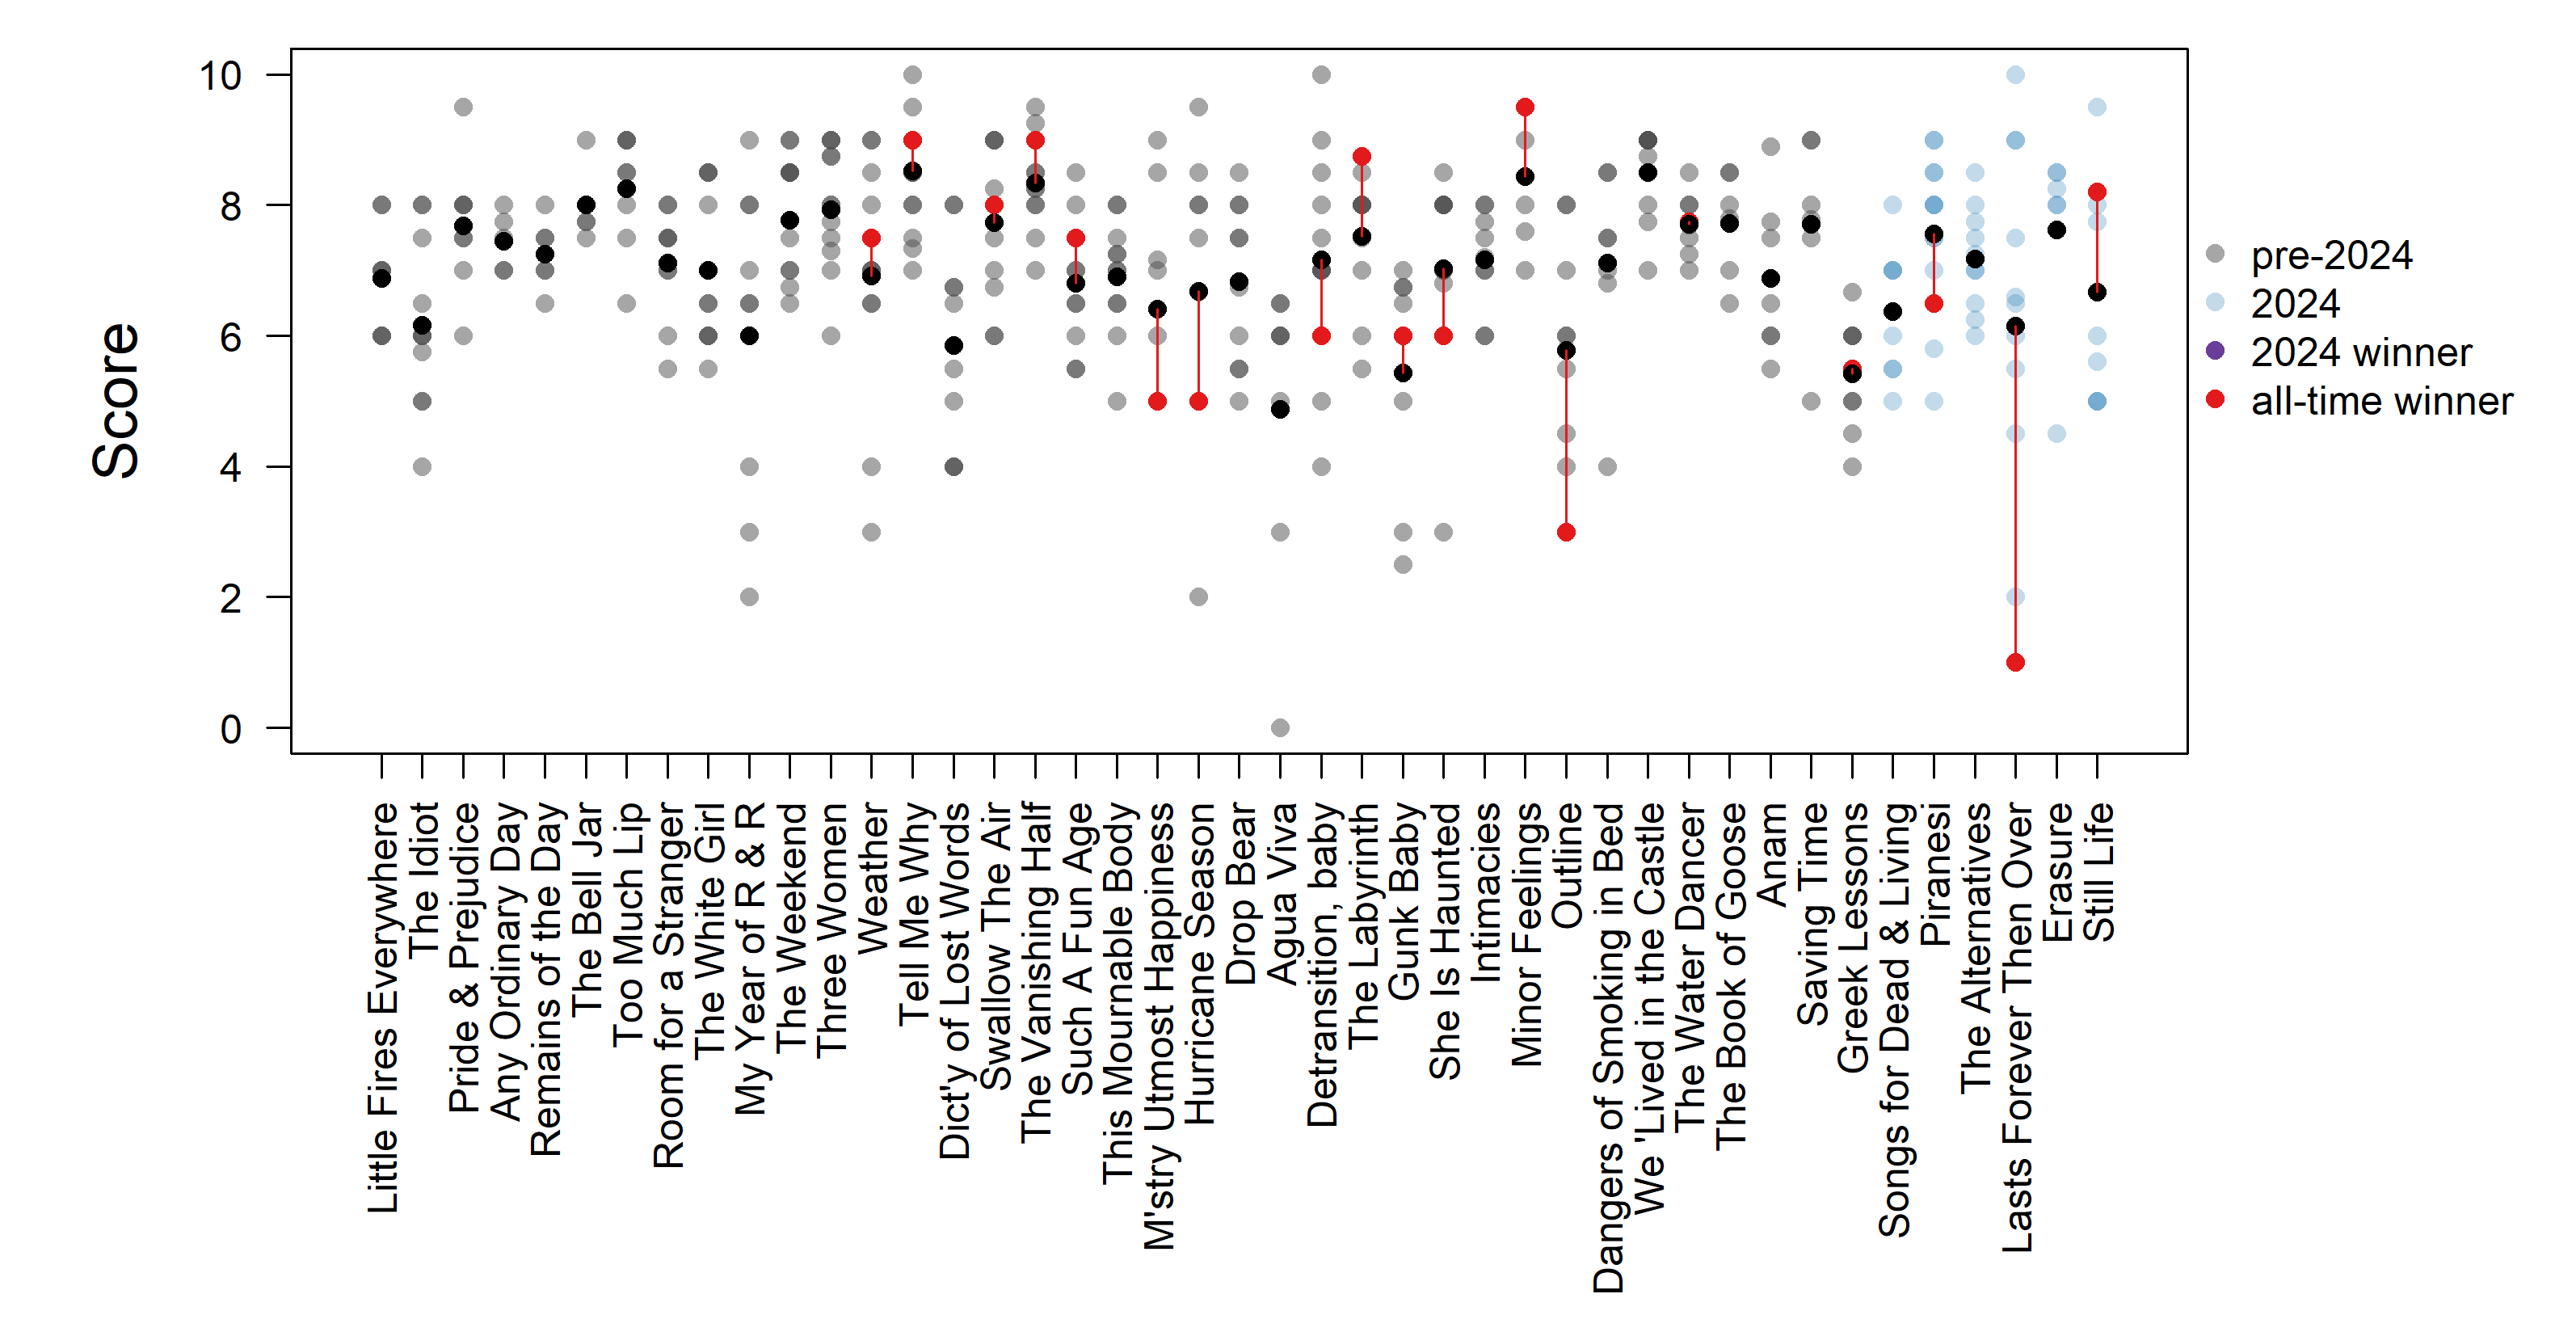 Score
10
8
6
4
2
0
pre-2024
2024
2024 winner
all-time winner
Little Fires Everywhere
The Idiot
Pride & Prejudice
Any Ordinary Day
Remains of the Day
The Bell Jar
Too Much Lip
Room for a Stranger
The White Girl
My Year of R & R
The Weekend
Three Women
Weather
Tell Me Why
Dict'y of Lost Words
Swallow The Air
The Vanishing Half
Such A Fun Age
This Mournable Body
M'stry Utmost Happiness
Hurricane Season
Drop Bear
Agua Viva
Detransition, baby
The Labyrinth
Gunk Baby
She Is Haunted
Intimacies
Minor Feelings
Outline
Dangers of Smoking in Bed
We 'Lived in the Castle
The Water Dancer
The Book of Goose
Anam
Saving Time
Greek Lessons
Songs for Dead & Living
Piranesi
The Alternatives
Lasts Forever Then Over
Erasure
Still Life